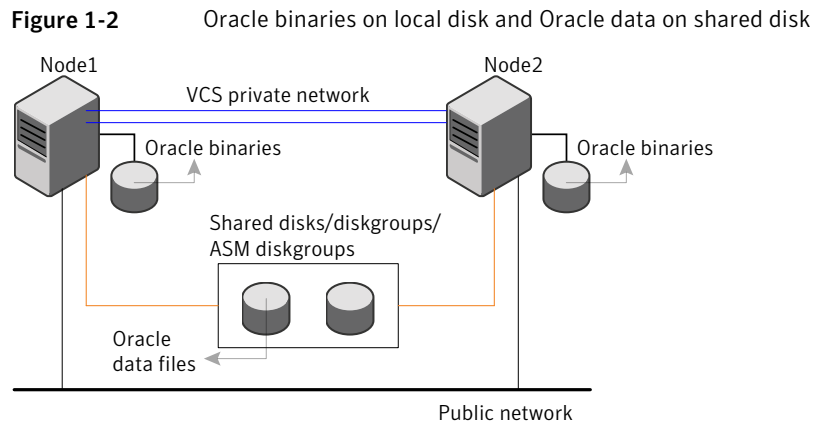 Figure 1-2 Oracle binaries on local disk and Oracle data on shared disk
Node1
Node2
VCS private network
Oracle binaries
Oracle binaries
Shared disks/diskgroups/
ASM diskgroups
Oracle
data files
Public network